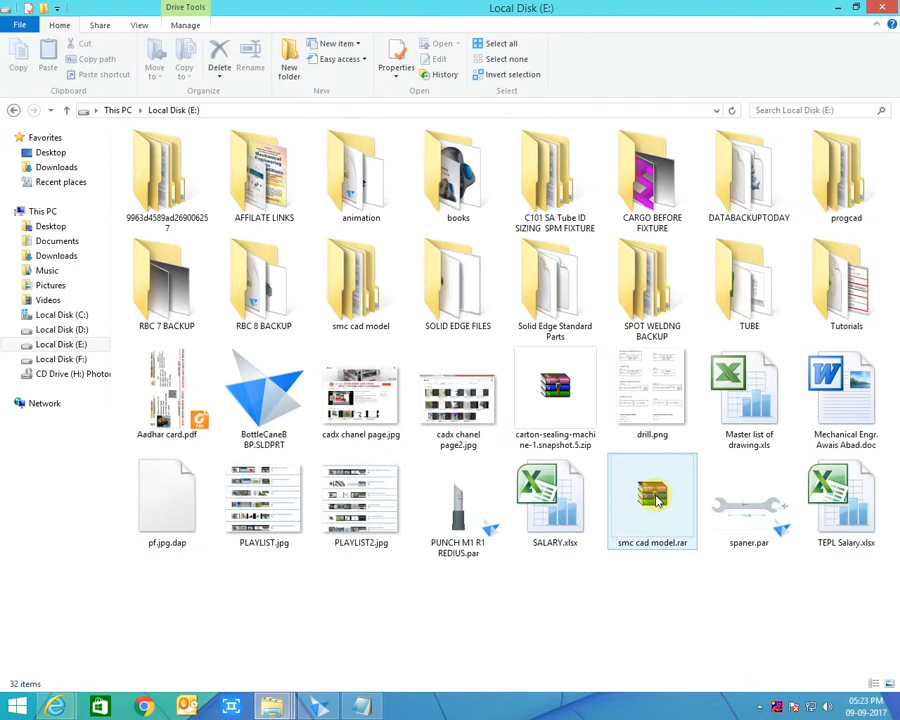 Drive Tools
Local Disk (E:)
File
Home
Share
View
Manage
Copy
Paste
Cut
Copy path
Paste shortcut
Clipboard
Move to
Copy to
Delete
Rename
Organize
New folder
New item
Easy access
New
Properties
Open
Edit
History
Open
Select all
Select none
Invert selection
Select
This PC
Local Disk (E:)
Search Local Disk (E:)
Favorites
Desktop
Downloads
Recent places
This PC
Desktop
Documents
Downloads
Music
Pictures
Videos
Local Disk (C:)
Local Disk (D:)
Local Disk (E:)
Local Disk (F:)
CD Drive (H:) Photo
Network
9963d4589ad26900625
7
AFFILATE LINKS
animation
books
C101 SA Tube ID
SIZING SPM FIXTURE
CARGO BEFORE
FIXTURE
DATABACKUPTODAY
progcad
RBC 7 BACKUP
RBC 8 BACKUP
smc cad model
SOLID EDGE FILES
Solid Edge Standard
Parts
SPOT WELDNG
BACKUP
TUBE
Tutorials
Aadhar card.pdf
BottleCaneB
BP.SLDPRT
cadx chanel page.jpg
cadx chanel
page2.jpg
carton-sealing-machi
ne-1.snapshot.5.zip
drill.png
Master list of
drawing.xls
Mechanical Engr.
Awais Abad.doc
pf.jpg.dap
PLAYLIST.jpg
PLAYLIST2.jpg
PUNCH M1 R1
REDIUS.par
SALARY.xlsx
smc cad model.rar
spaner.par
TEPL Salary.xlsx
32 items
05:23 PM
09-09-2017